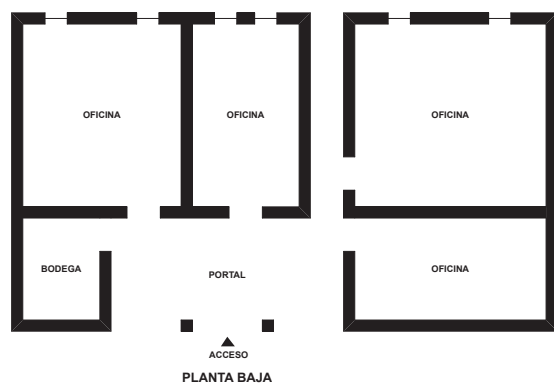 OFICINA
OFICINA
OFICINA
BODEGA
PORTAL
OFICINA
ACCESO
PLANTA BAJA